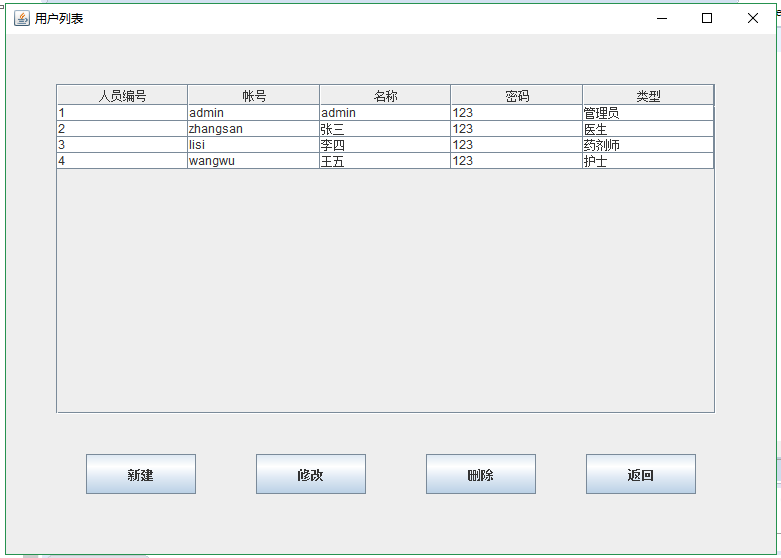 用户列表
人员编号 帐号 名称 密码 类型
1 admin admin 123 管理员
2 zhangsan 张三 123 医生
3 lisi 李四 123 药剂师
4 wangwu 王五 123 护士
新建 修改 删除 返回